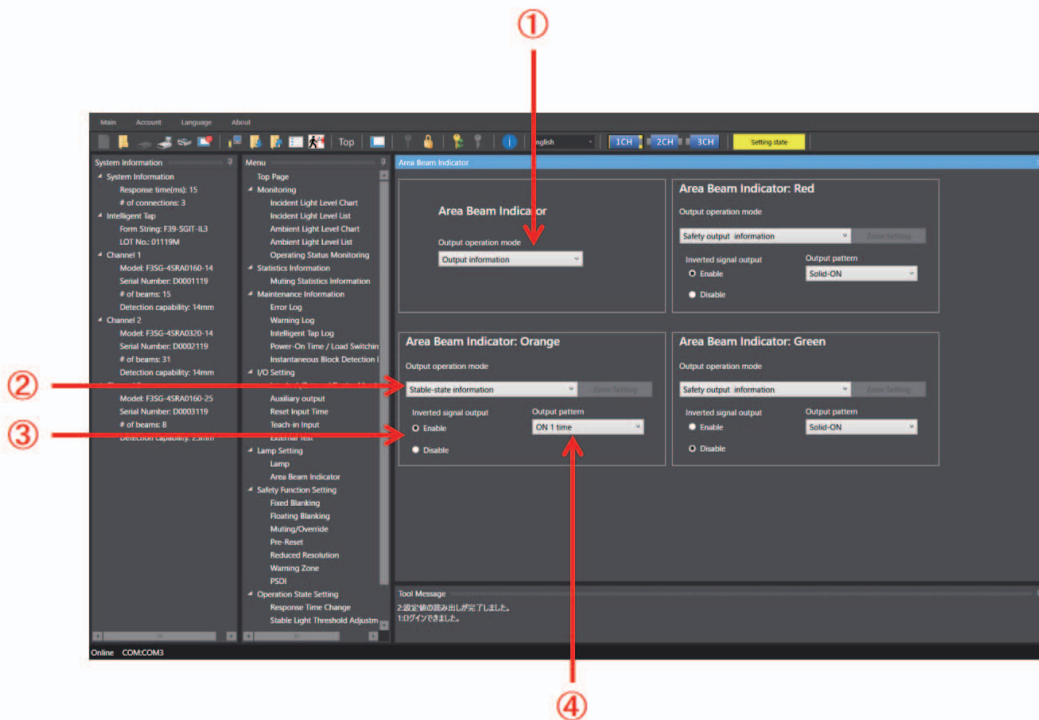 ①
Main Account Language About
Top
English
1CH 2CH 3CH
Setting state
System Information
System Information
Response time(ms): 15
# of connections: 3
Intelligent Tap
Form String: F39-SGIT-IL3
LOT No.: 01119M
Channel 1
Model: F3SG-4SRA0160-14
Serial Number: D0001119
# of beams: 15
Detection capability: 14mm
Channel 2
Model: F3SG-4SRA0320-14
Serial Number: D0002119
# of beams: 31
Detection capability: 14mm
Model: F3SG-4SRA0160-25
Serial Number: D0003119
# of beams: 8
Detection capability: 25mm
Menu
Top Page
Monitoring
Incident Light Level Chart
Incident Light Level List
Ambient Light Level Chart
Ambient Light Level List
Operating Status Monitoring
Statistics Information
Muting Statistics Information
Maintenance Information
Error Log
Warning Log
Intelligent Tap Log
Power-On Time / Load Switchin
Instantaneous Block Detection I
I/O Setting
Auxiliary output
Reset Input Time
Teach-in Input
External Test
Lamp Setting
Lamp
Area Beam Indicator
Safety Function Setting
Fixed Blanking
Floating Blanking
Muting/Override
Pre-Reset
Reduced Resolution
Warning Zone
PSDI
Operation State Setting
Response Time Change
Stable Light Threshold Adjustm
Area Beam Indicator
Area Beam Indicator
Output operation mode
Output information
Area Beam Indicator: Red
Output operation mode
Safety output information
Zone Setting
Inverted signal output
Output pattern
Enable
Solid-ON
Disable
Area Beam Indicator: Orange
Output operation mode
Stable-state information
Zone Setting
Inverted signal output
Output pattern
Enable
ON 1 time
Disable
Area Beam Indicator: Green
Output operation mode
Safety output information
Zone Setting
Inverted signal output
Output pattern
Enable
Solid-ON
Disable
②
③
Tool Message
2:設定値の読み出しが完了しました。
1:ログインできました。
Online COM:COM3
④